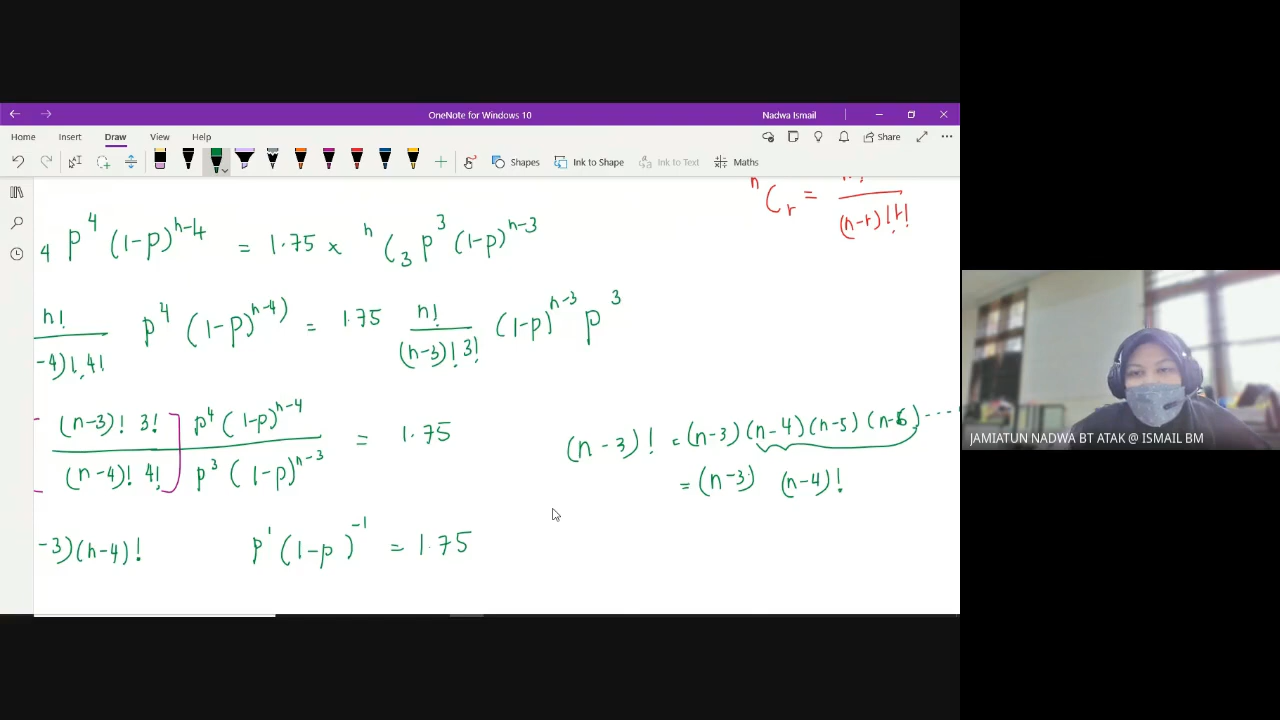 OneNote for Windows 10
Nadwa Ismail
Home Insert Draw View Help
Share
Shapes Ink to Shape Ink to Text Maths
ⁿCᵣ = n! / (n-r)! r!
4 p⁴ (1-p)ⁿ⁻⁴ = 1.75 × ⁿC₃ p³ (1-p)ⁿ⁻³
n! / -4)! 4! p⁴ (1-p)ⁿ⁻⁴⁾ = 1.75 n! / (n-3)! 3! (1-p)ⁿ⁻³ p³
(n-3)! 3! / (n-4)! 4! ] p⁴ (1-p)ⁿ⁻⁴ / p³ (1-p)ⁿ⁻³ = 1.75
(n-3)! = (n-3) (n-4) (n-5) (n-6) ....
= (n-3) (n-4)!
-3)(n-4)! p¹ (1-p)⁻¹ = 1.75
JAMIATUN NADWA BT ATAK @ ISMAIL BM